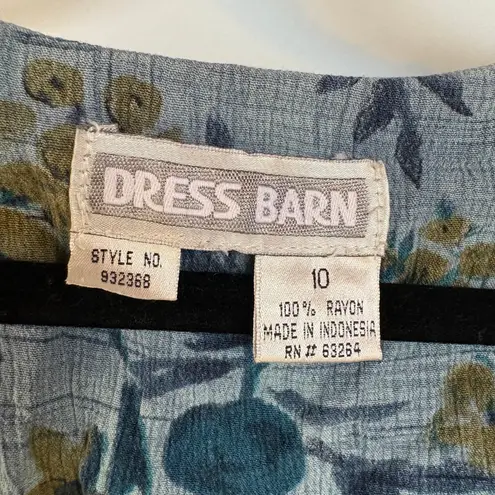 DRESS BARN
STYLE NO.
932368
10
100% RAYON
MADE IN INDONESIA
RN # 63264